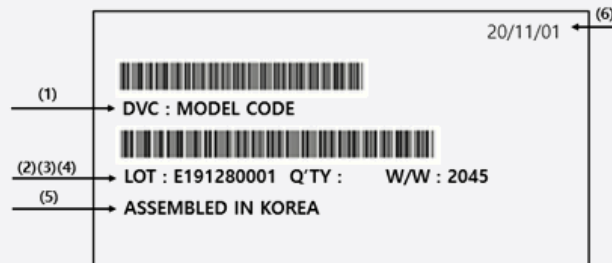 (6)
20/11/01
(1)
DVC : MODEL CODE
(2)(3)(4)
LOT : E191280001 Q'TY : W/W : 2045
(5)
ASSEMBLED IN KOREA